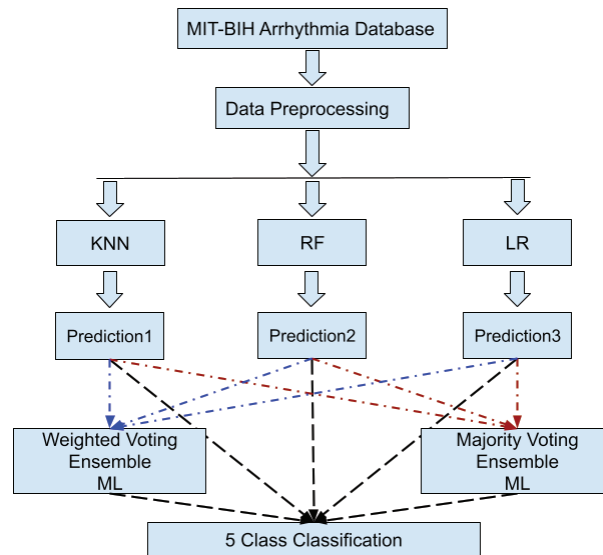 MIT-BIH Arrhythmia Database
Data Preprocessing
KNN
RF
LR
Prediction1
Prediction2
Prediction3
Weighted Voting
Ensemble
ML
Majority Voting
Ensemble
ML
5 Class Classification